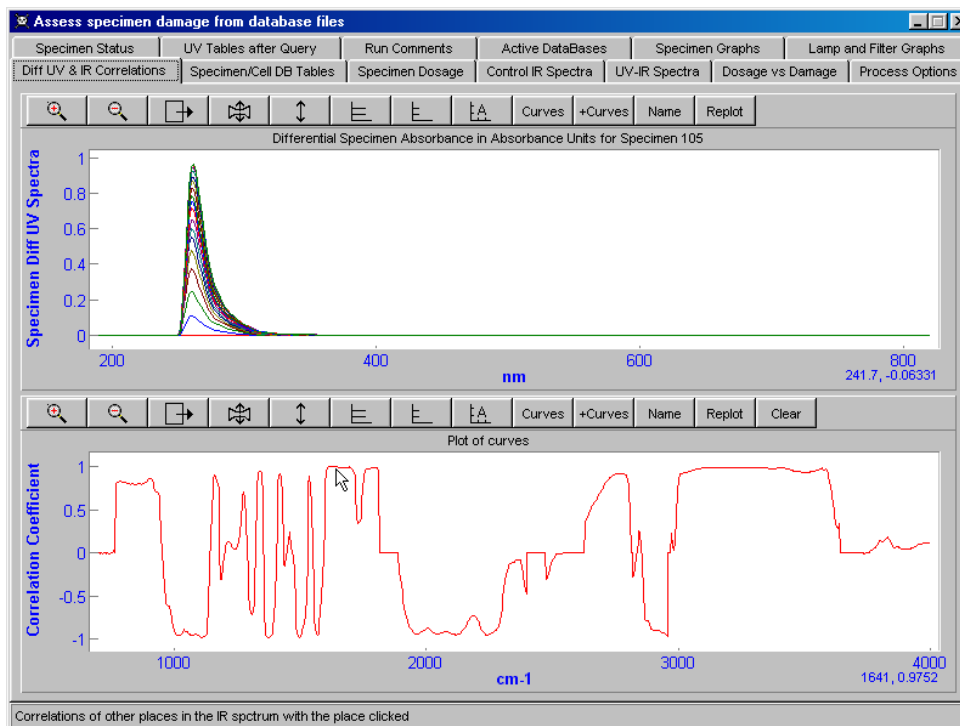 Assess specimen damage from database files
Specimen Status UV Tables after Query Run Comments Active DataBases Specimen Graphs Lamp and Filter Graphs
Diff UV & IR Correlations Specimen/Cell DB Tables Specimen Dosage Control IR Spectra UV-IR Spectra Dosage vs Damage Process Options
Curves +Curves Name Replot
Differential Specimen Absorbance in Absorbance Units for Specimen 105
Specimen Diff UV Spectra
1
0.8
0.6
0.4
0.2
0
200 400 600 800
nm
241.7, -0.06331
Curves +Curves Name Replot Clear
Plot of curves
Correlation Coefficient
1
0.5
0
-0.5
-1
1000 2000 3000 4000
cm-1
1641, 0.9752
Correlations of other places in the IR spctrum with the place clicked